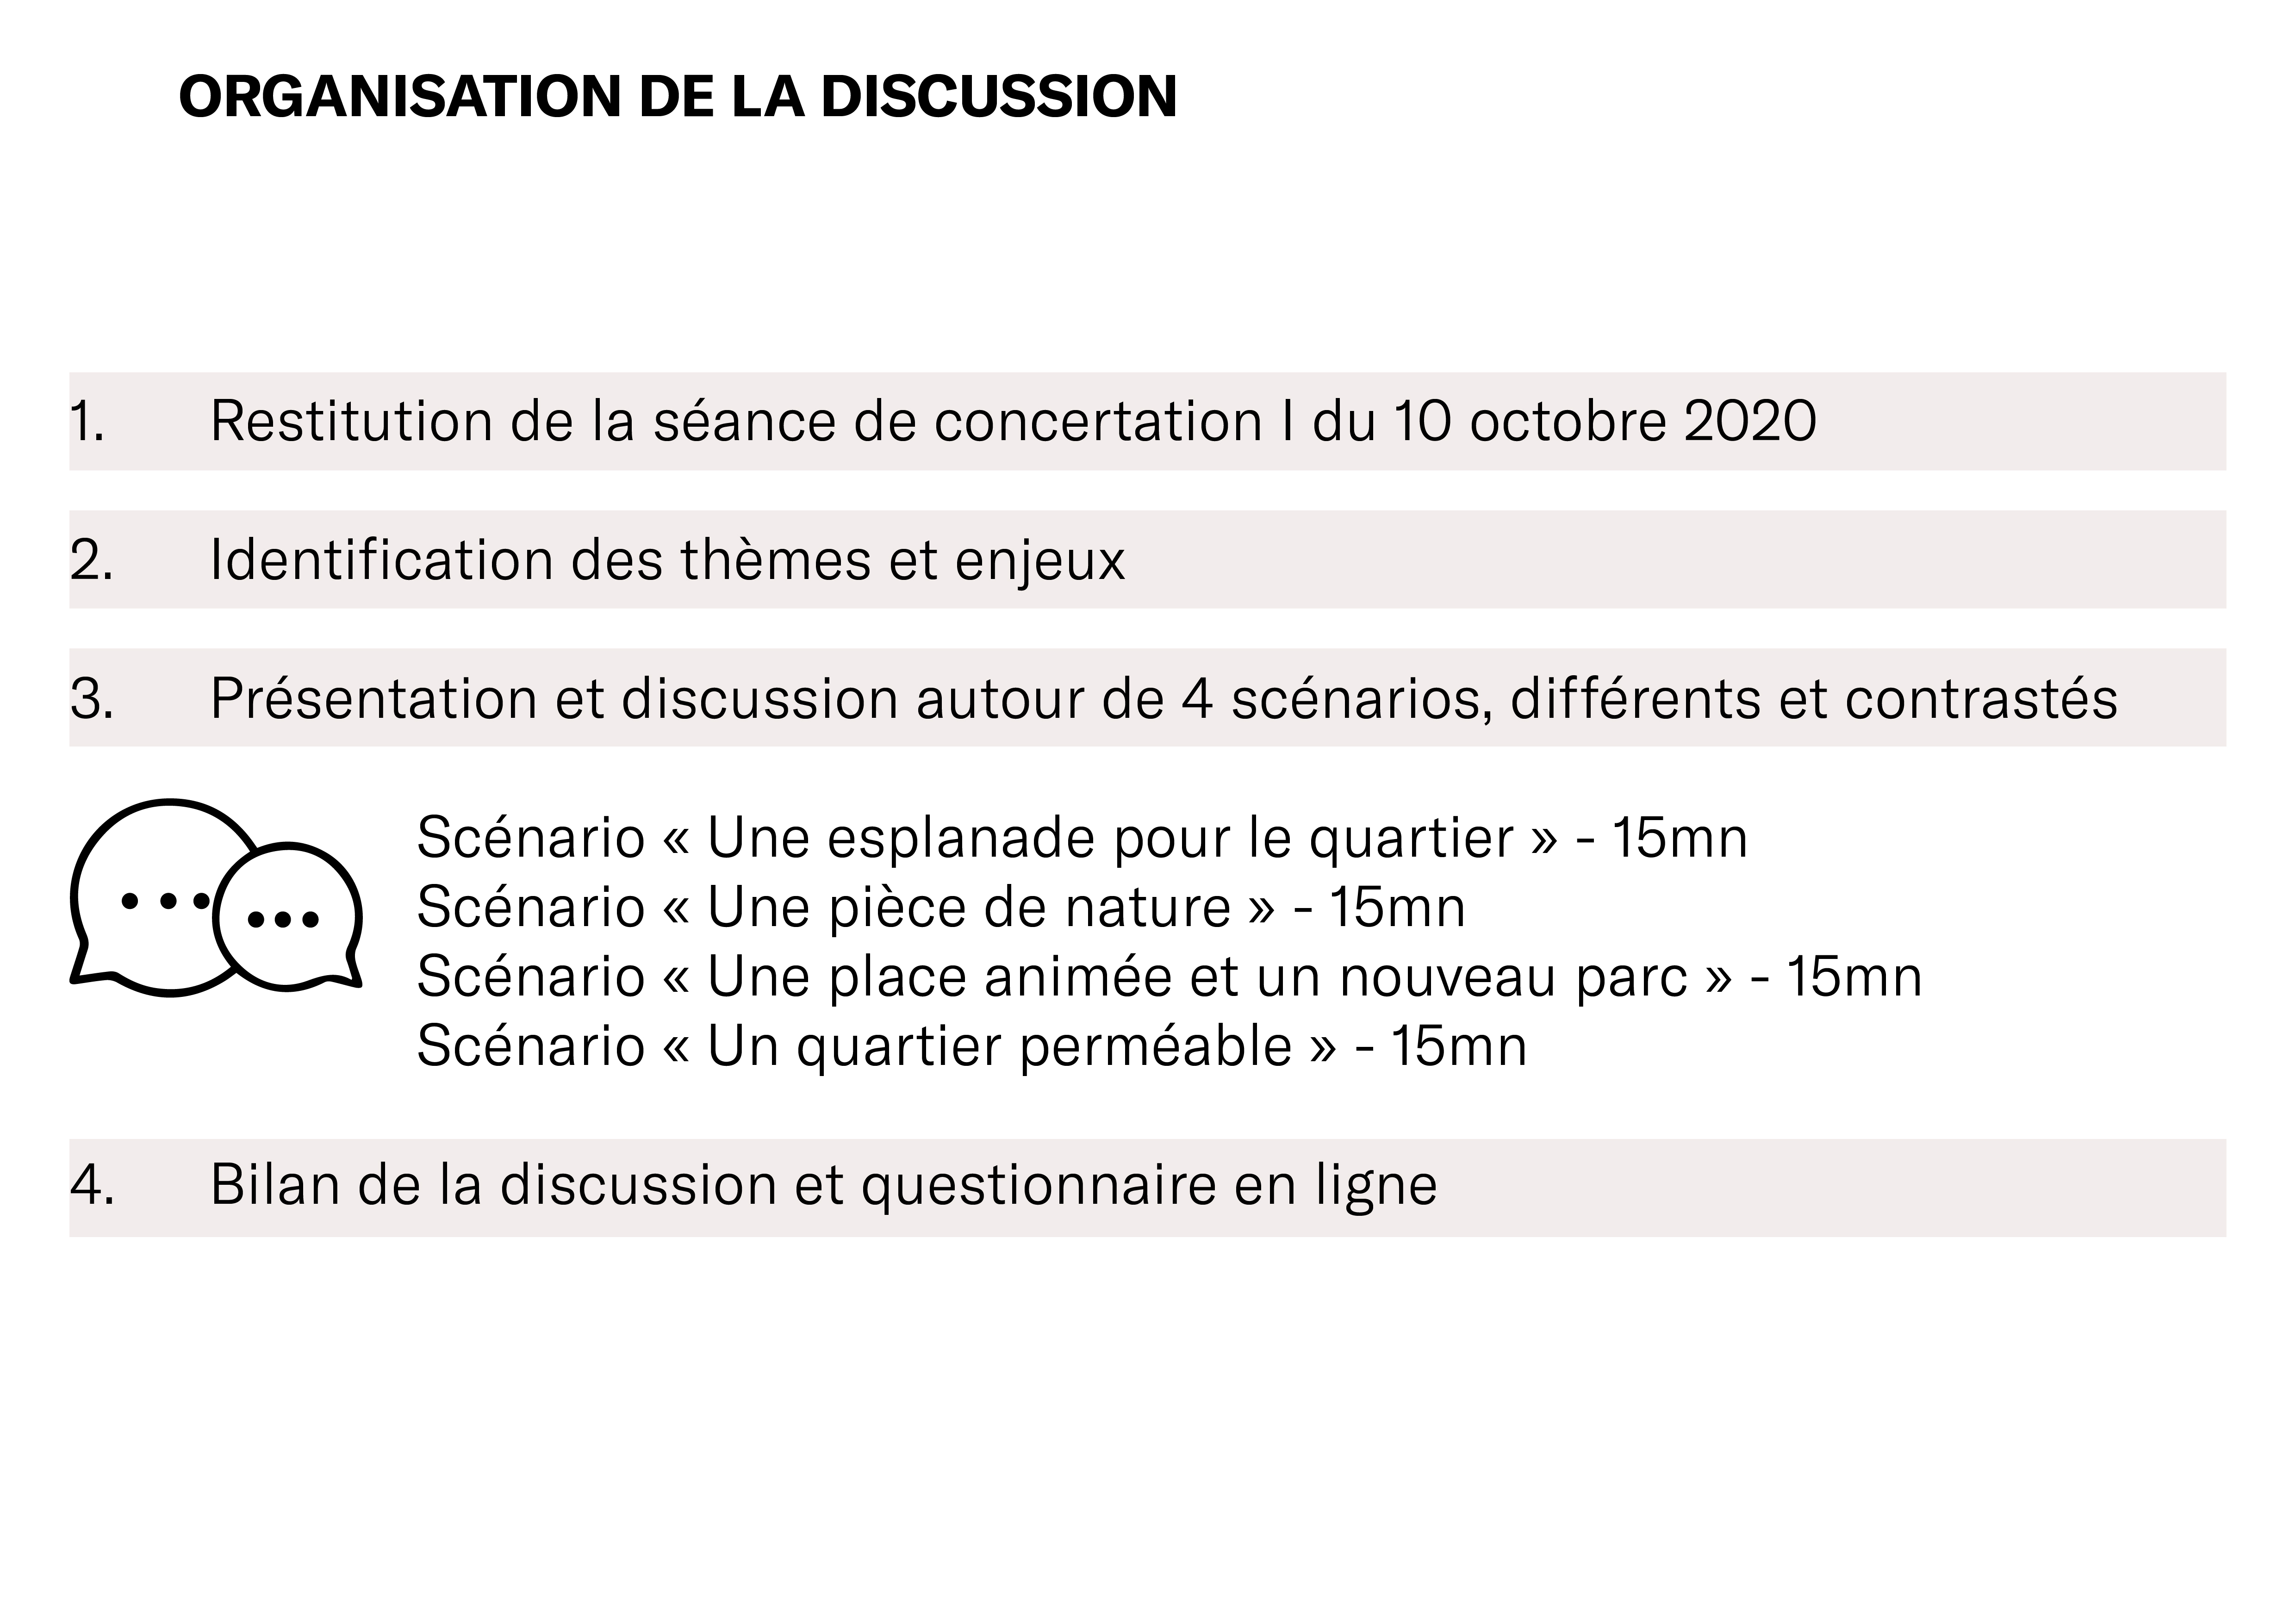 ORGANISATION DE LA DISCUSSION
1. Restitution de la séance de concertation I du 10 octobre 2020
2. Identification des thèmes et enjeux
3. Présentation et discussion autour de 4 scénarios, différents et contrastés
Scénario « Une esplanade pour le quartier » - 15mn
Scénario « Une pièce de nature » - 15mn
Scénario « Une place animée et un nouveau parc » - 15mn
Scénario « Un quartier perméable » - 15mn
4. Bilan de la discussion et questionnaire en ligne